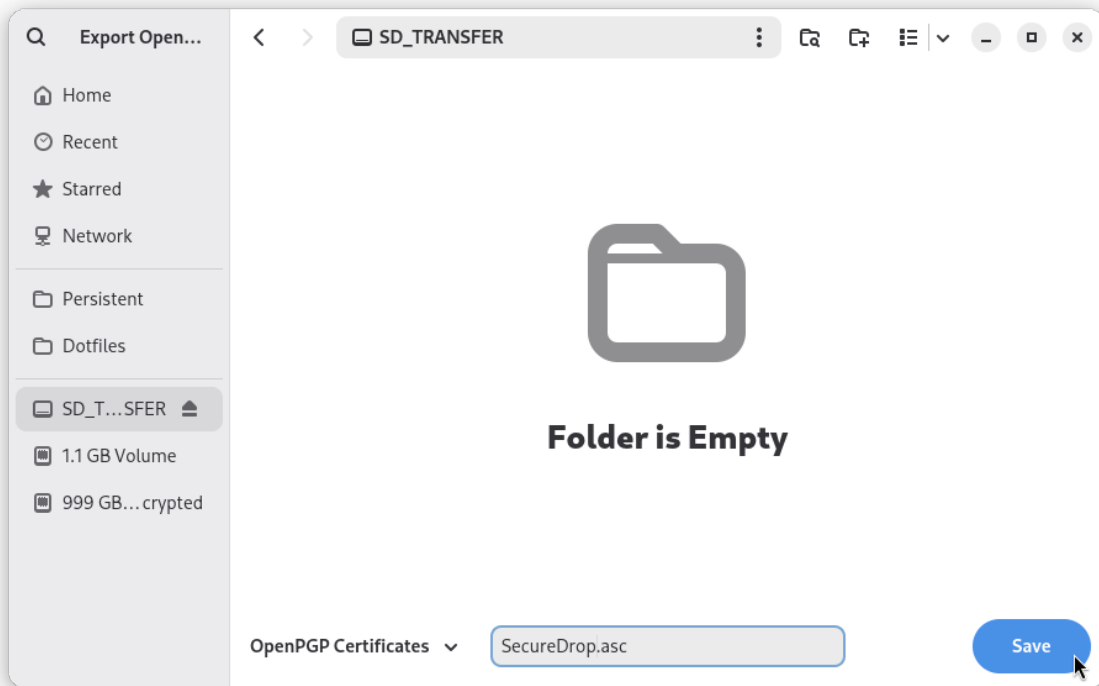 Export Open…
SD_TRANSFER
Home
Recent
Starred
Network
Persistent
Dotfiles
SD_T…SFER
1.1 GB Volume
999 GB…crypted
Folder is Empty
OpenPGP Certificates
SecureDrop.asc
Save